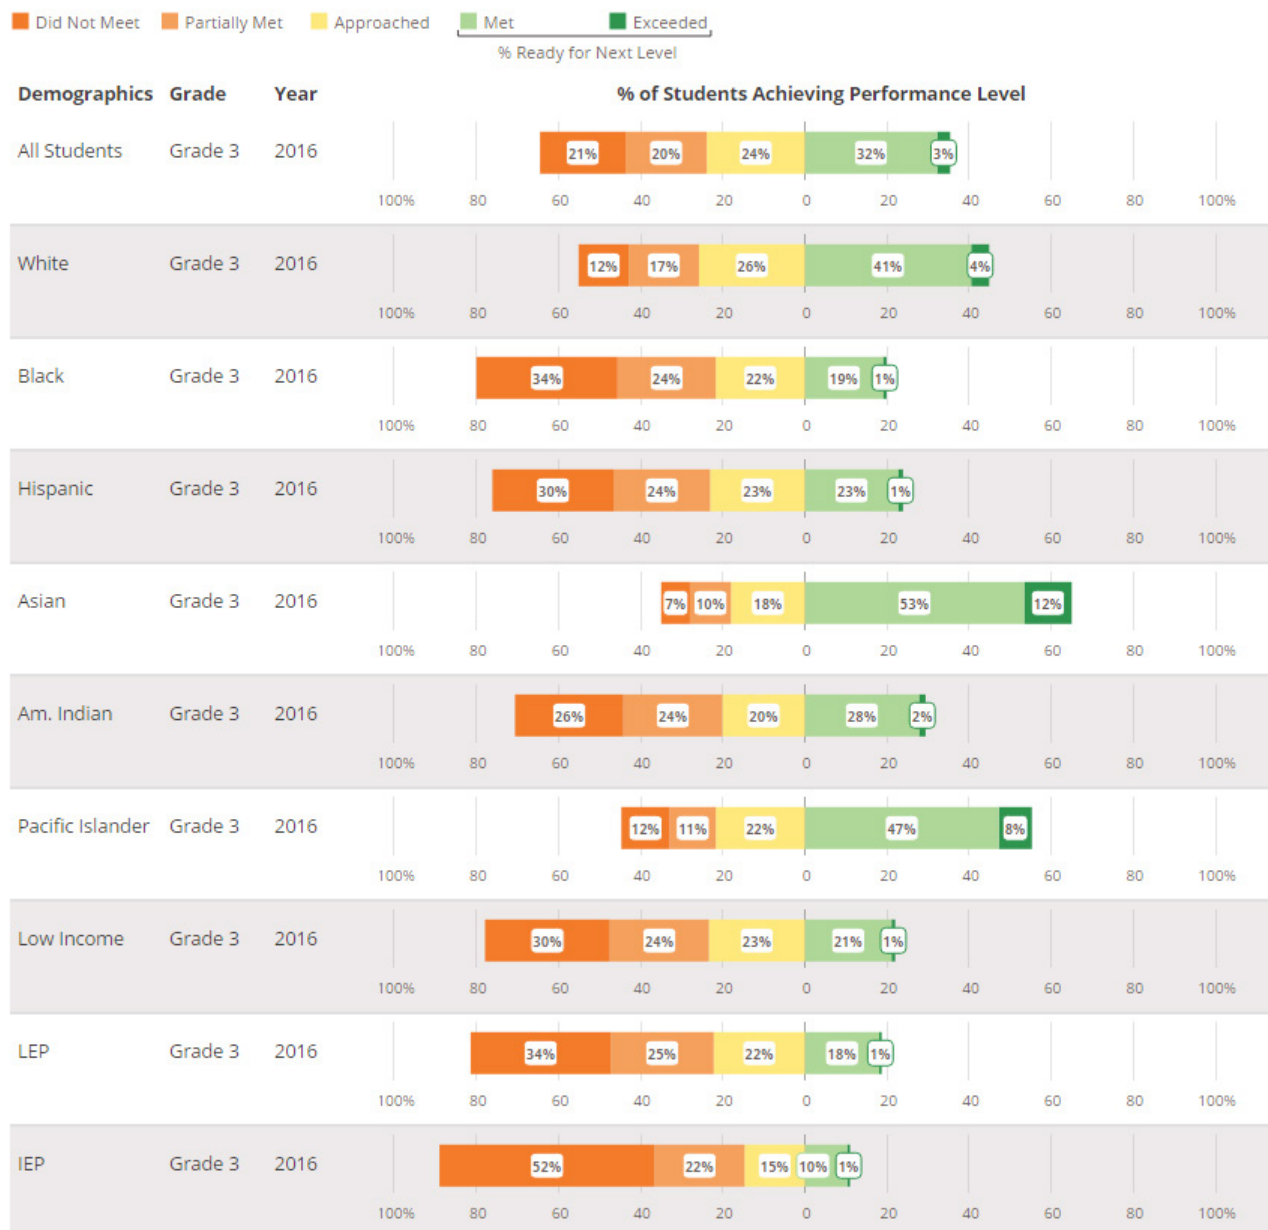 Did Not Meet Partially Met Approached Met Exceeded
% Ready for Next Level
Demographics Grade Year % of Students Achieving Performance Level
All Students Grade 3 2016 21% 20% 24% 32% 3%
100% 80 60 40 20 0 20 40 60 80 100%
White Grade 3 2016 12% 17% 26% 41% 4%
100% 80 60 40 20 0 20 40 60 80 100%
Black Grade 3 2016 34% 24% 22% 19% 1%
100% 80 60 40 20 0 20 40 60 80 100%
Hispanic Grade 3 2016 30% 24% 23% 23% 1%
100% 80 60 40 20 0 20 40 60 80 100%
Asian Grade 3 2016 7% 10% 18% 53% 12%
100% 80 60 40 20 0 20 40 60 80 100%
Am. Indian Grade 3 2016 26% 24% 20% 28% 2%
100% 80 60 40 20 0 20 40 60 80 100%
Pacific Islander Grade 3 2016 12% 11% 22% 47% 8%
100% 80 60 40 20 0 20 40 60 80 100%
Low Income Grade 3 2016 30% 24% 23% 21% 1%
100% 80 60 40 20 0 20 40 60 80 100%
LEP Grade 3 2016 34% 25% 22% 18% 1%
100% 80 60 40 20 0 20 40 60 80 100%
IEP Grade 3 2016 52% 22% 15% 10% 1%
100% 80 60 40 20 0 20 40 60 80 100%